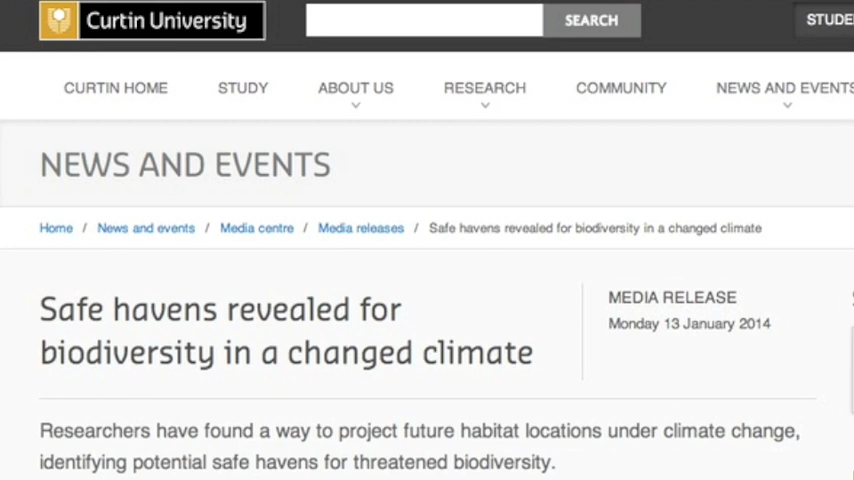 Curtin University
SEARCH
STUDE
CURTIN HOME STUDY ABOUT US RESEARCH COMMUNITY NEWS AND EVENTS
NEWS AND EVENTS
Home / News and events / Media centre / Media releases / Safe havens revealed for biodiversity in a changed climate
Safe havens revealed for
biodiversity in a changed climate
MEDIA RELEASE
Monday 13 January 2014
Researchers have found a way to project future habitat locations under climate change,
identifying potential safe havens for threatened biodiversity.